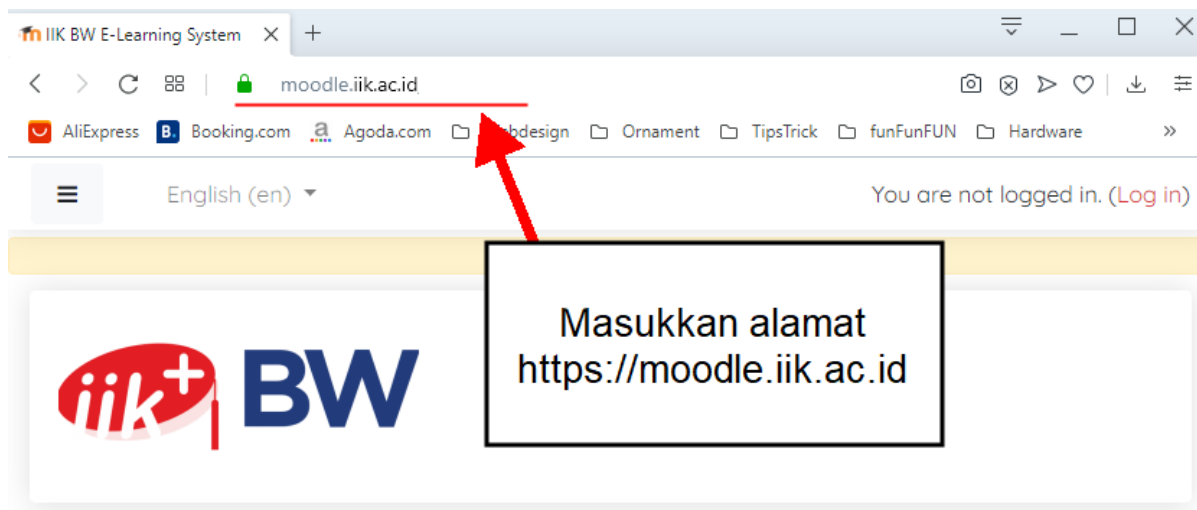 IIK BW E-Learning System
moodle.iik.ac.id
AliExpress B. Booking.com a Agoda.com Ornament TipsTrick funFunFUN Hardware
English (en) You are not logged in. (Log in)
Masukkan alamat
https://moodle.iik.ac.id
iik+ BW